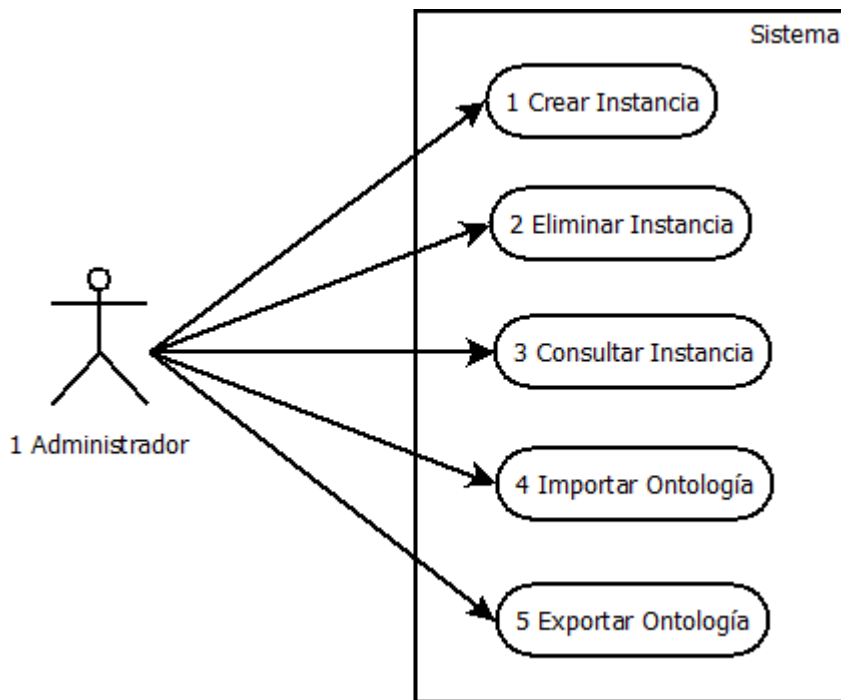 Sistema
1 Crear Instancia
2 Eliminar Instancia
3 Consultar Instancia
1 Administrador
4 Importar Ontología
5 Exportar Ontología